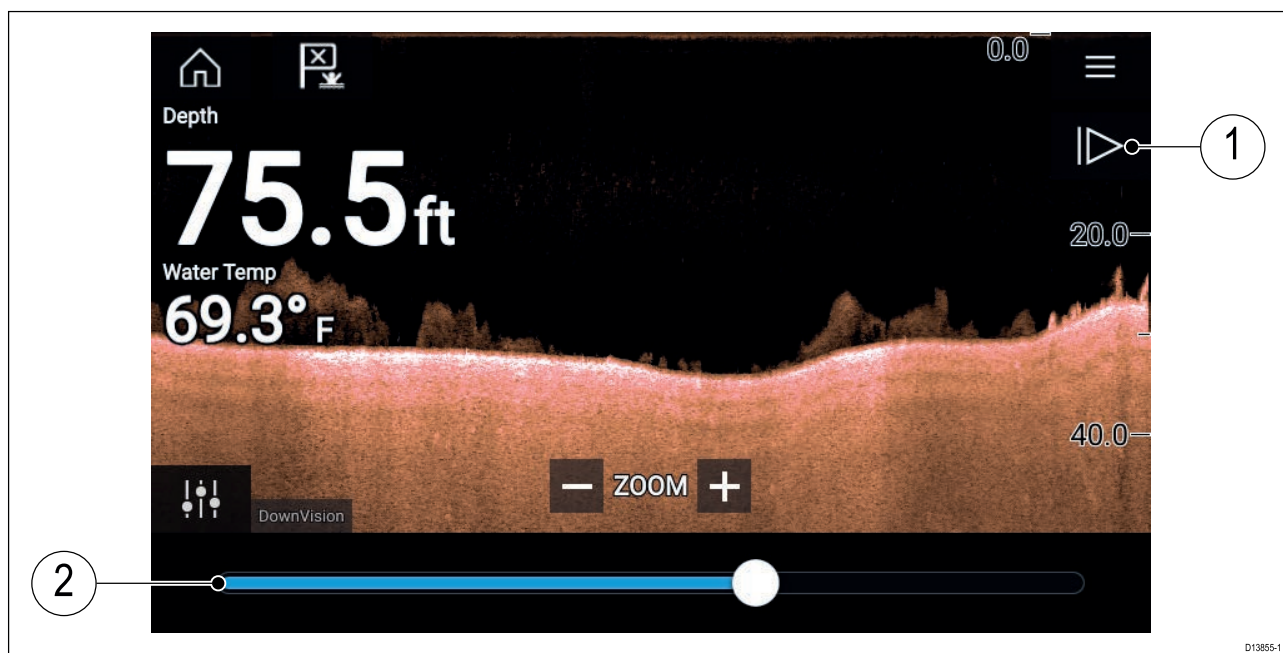 0.0
Depth
75.5ft
1
20.0
Water Temp
69.3° F
40.0
ZOOM
DownVision
2
D13855-1